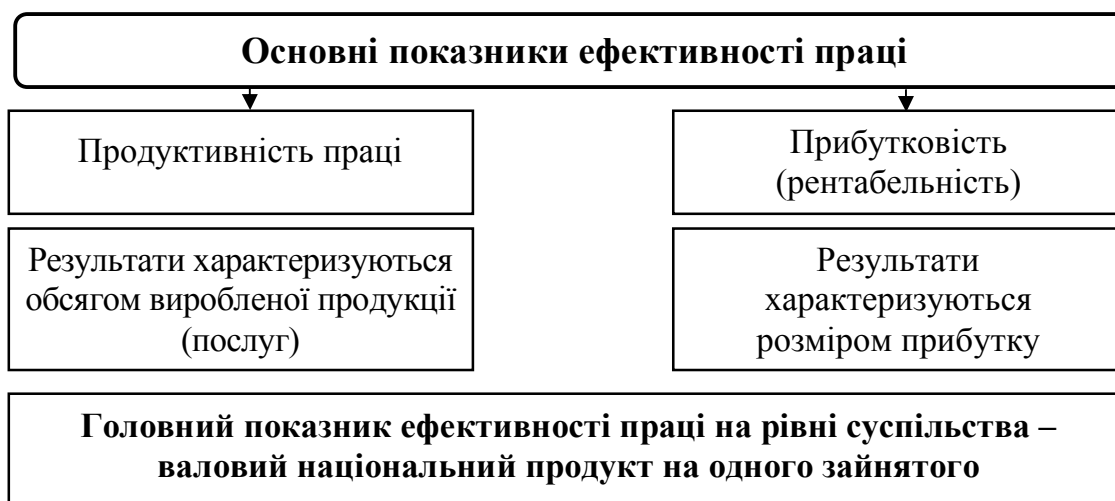 Основні показники ефективності праці
Продуктивність праці
Прибутковість
(рентабельність)
Результати характеризуються
обсягом виробленої продукції
(послуг)
Результати
характеризуються
розміром прибутку
Головний показник ефективності праці на рівні суспільства –
валовий національний продукт на одного зайнятого